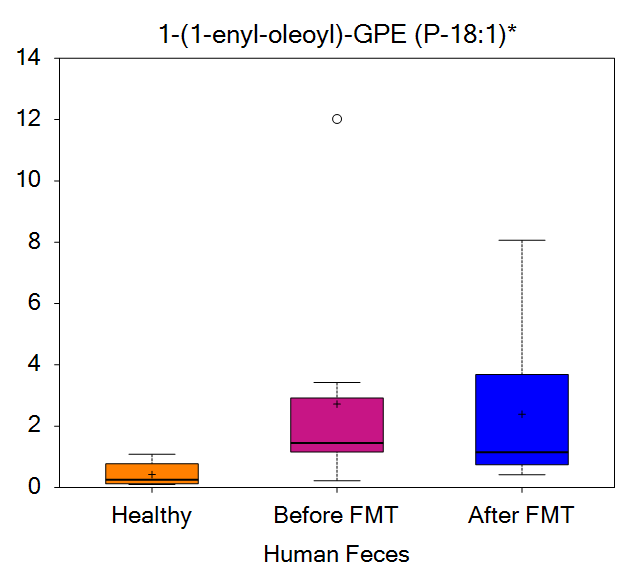 1-(1-enyl-oleoyl)-GPE (P-18:1)*
14
12
10
8
6
4
2
0
Healthy Before FMT After FMT
Human Feces